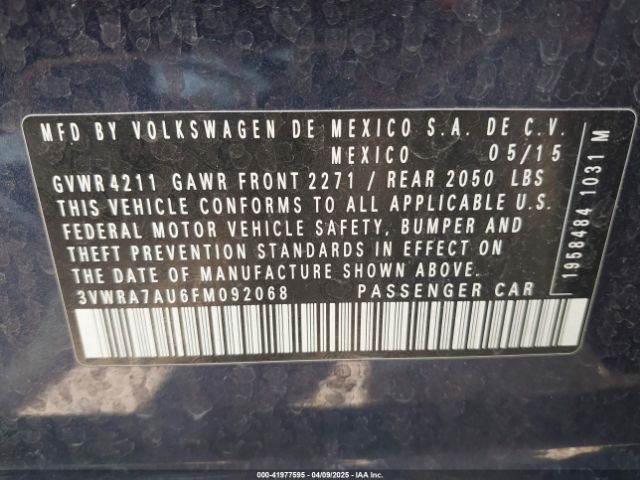 MFD BY VOLKSWAGEN DE MEXICO S.A. DE C.V.
MEXICO 05/15
GVWR4211 GAWR FRONT 2271 / REAR 2050 LBS
THIS VEHICLE CONFORMS TO ALL APPLICABLE U.S.
FEDERAL MOTOR VEHICLE SAFETY, BUMPER AND
THEFT PREVENTION STANDARDS IN EFFECT ON
THE DATE OF MANUFACTURE SHOWN ABOVE.
3VWRA7AU6FM092068 PASSENGER CAR
1958484 1031 M
000-41977595 - 04/09/2025 - IAA Inc.